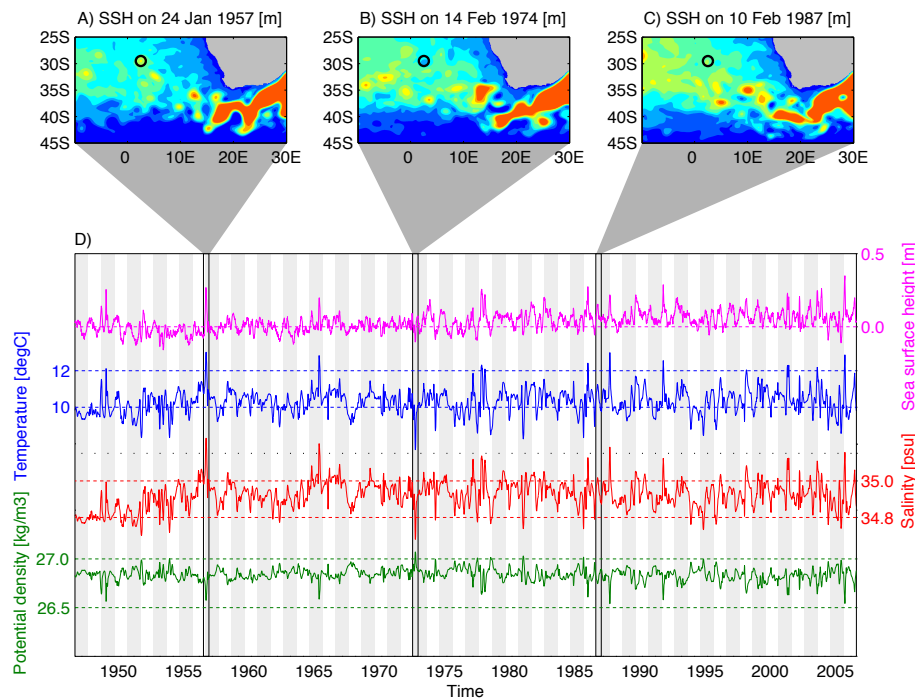 A) SSH on 24 Jan 1957 [m]
B) SSH on 14 Feb 1974 [m]
C) SSH on 10 Feb 1987 [m]
25S
30S
35S
40S
45S
0 10E 20E 30E
25S
30S
35S
40S
45S
0 10E 20E 30E
25S
30S
35S
40S
45S
0 10E 20E 30E
D)
0.5
0.0
Sea surface height [m]
12
10
Temperature [degC]
35.0
34.8
Salinity [psu]
27.0
26.5
Potential density [kg/m3]
1950 1955 1960 1965 1970 1975 1980 1985 1990 1995 2000 2005
Time